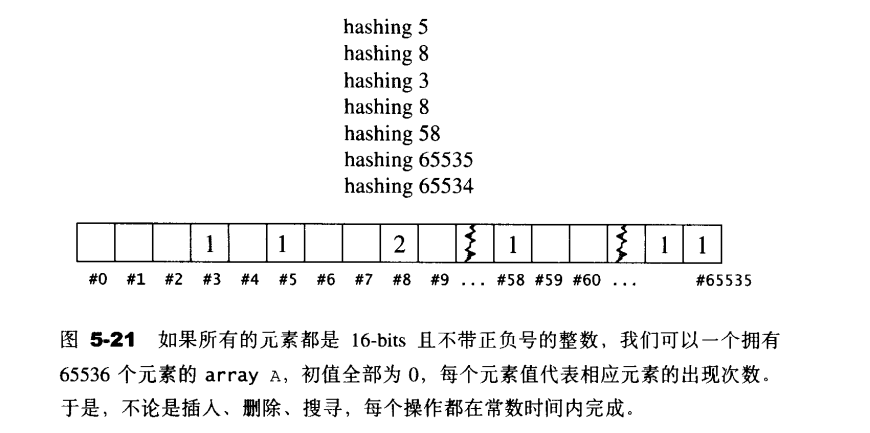 hashing 5
hashing 8
hashing 3
hashing 8
hashing 58
hashing 65535
hashing 65534
1 1 2 1 1 1
#0 #1 #2 #3 #4 #5 #6 #7 #8 #9 ... #58 #59 #60 ... #65535
图 5-21 如果所有的元素都是 16-bits 且不带正负号的整数，我们可以一个拥有
65536 个元素的 array A，初值全部为 0，每个元素值代表相应元素的出现次数。
于是，不论是插入、删除、搜寻，每个操作都在常数时间内完成。